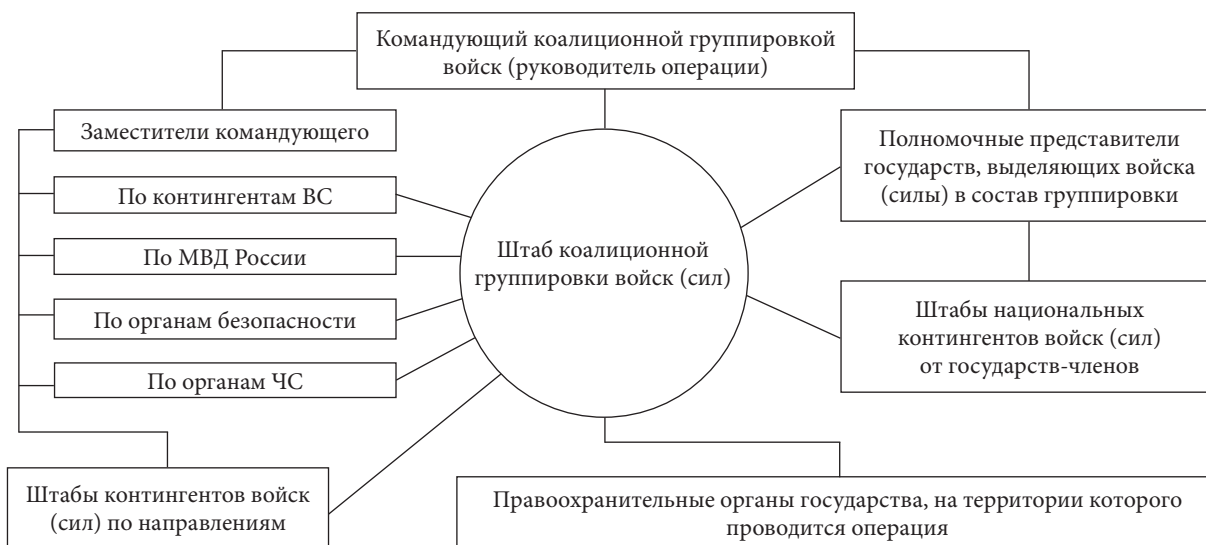 Командующий коалиционной группировкой
войск (руководитель операции)
Заместители командующего
По контингентам ВС
По МВД России
По органам безопасности
По органам ЧС
Штабы контингентов войск
(сил) по направлениям
Штаб коалиционной
группировки войск (сил)
Полномочные представители
государств, выделяющих войска
(силы) в состав группировки
Штабы национальных
контингентов войск (сил)
от государств-членов
Правоохранительные органы государства, на территории которого
проводится операция